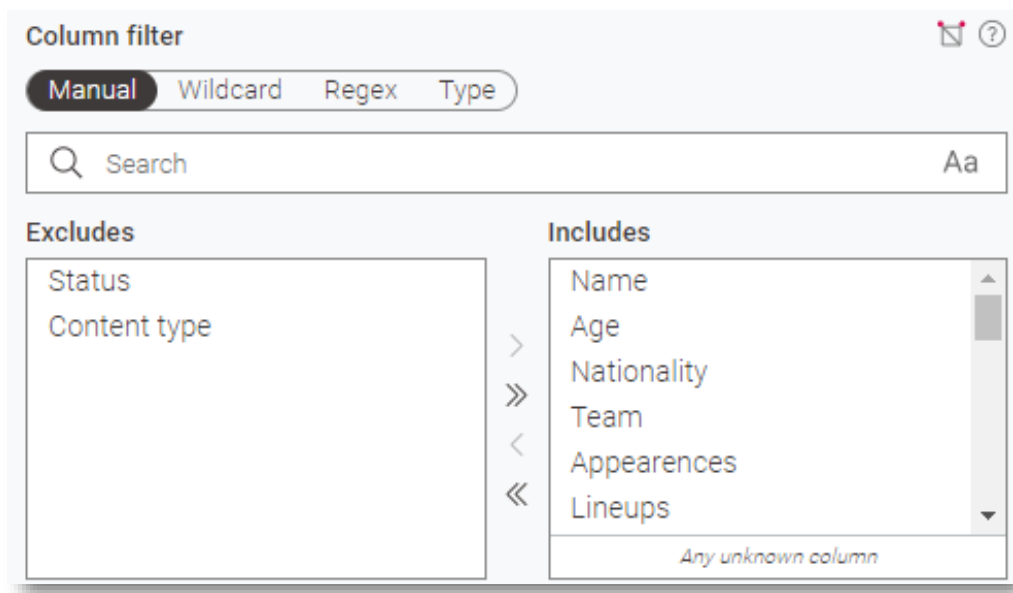 Column filter
?
Manual Wildcard Regex Type
Search Aa
Excludes
Status
Content type
Includes
Name
Age
Nationality
Team
Appearences
Lineups
Any unknown column